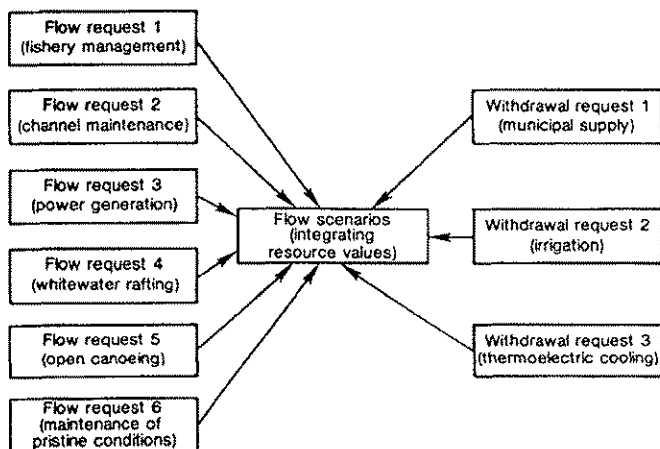 Flow request 1
(fishery management)
Flow request 2
(channel maintenance)
Flow request 3
(power generation)
Flow request 4
(whitewater rafting)
Flow request 5
(open canoeing)
Flow request 6
(maintenance of
pristine conditions)
Flow scenarios
(integrating
resource values)
Withdrawal request 1
(municipal supply)
Withdrawal request 2
(irrigation)
Withdrawal request 3
(thermoelectric cooling)